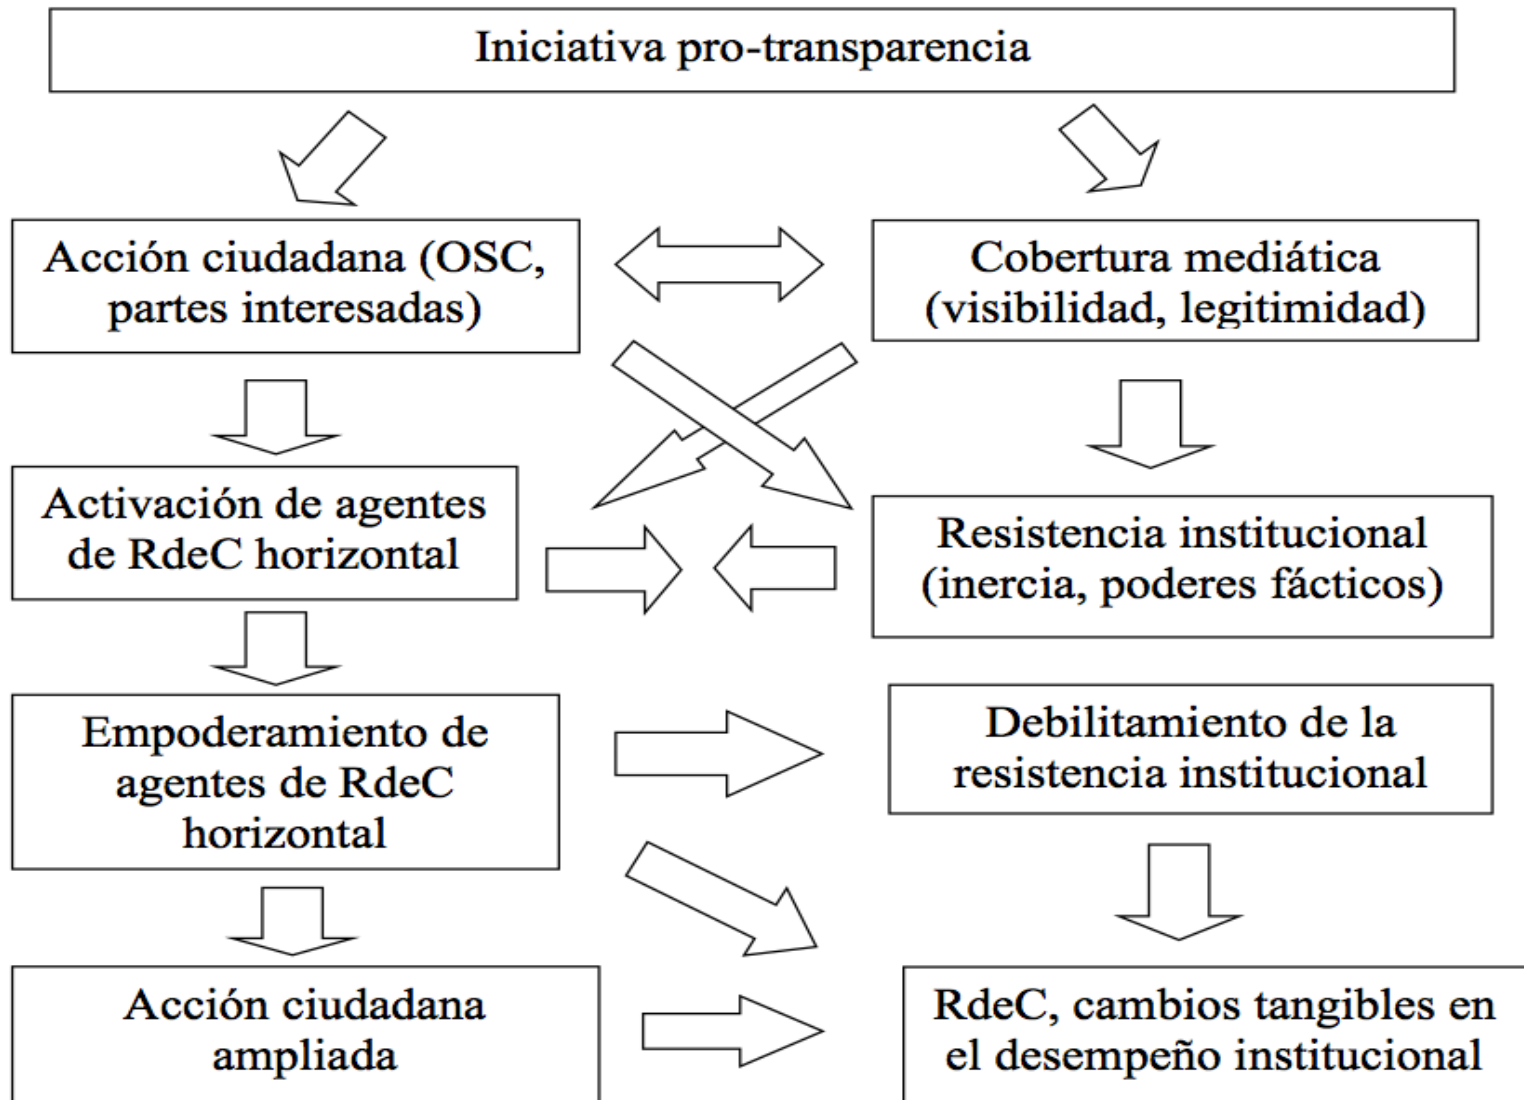 Iniciativa pro-transparencia
Acción ciudadana (OSC,
partes interesadas)
Cobertura mediática
(visibilidad, legitimidad)
Activación de agentes
de RdeC horizontal
Resistencia institucional
(inercia, poderes fácticos)
Empoderamiento de
agentes de RdeC
horizontal
Debilitamiento de la
resistencia institucional
Acción ciudadana
ampliada
RdeC, cambios tangibles en
el desempeño institucional